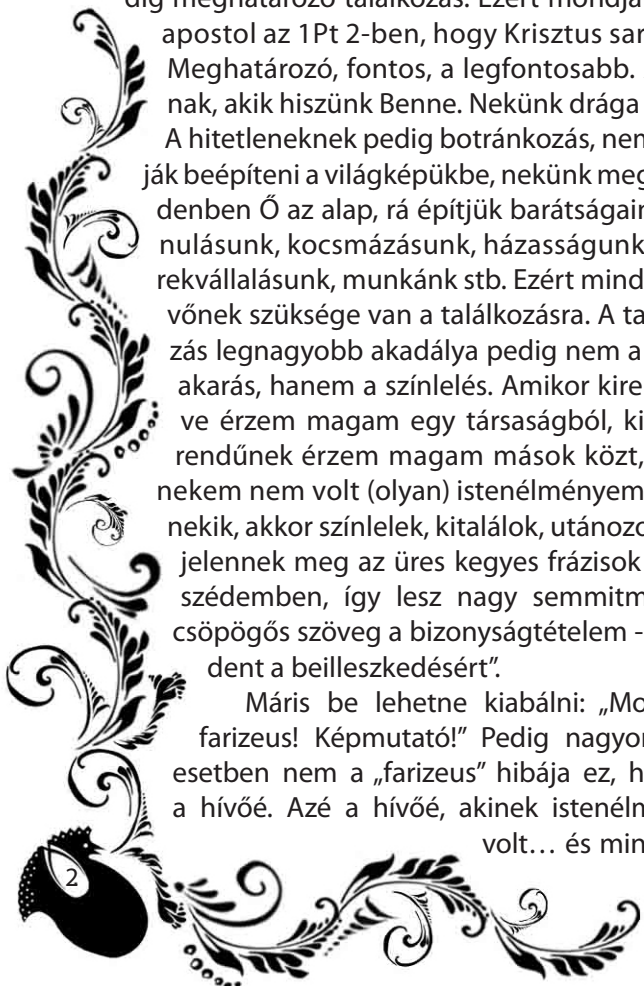 dig meghatározó találkozás. Ezért mondja
apostol az 1Pt 2-ben, hogy Krisztus sar
Meghatározó, fontos, a legfontosabb.
nak, akik hiszünk Benne. Nekünk drága
A hitetleneknek pedig botránkozás, nem
ják beépíteni a világképükbe, nekünk meg
denben Ő az alap, rá építjük barátságain
nulásunk, kocsmázásunk, házasságunk
rekvállalásunk, munkánk stb. Ezért mind
vőnek szüksége van a találkozásra. A ta
zás legnagyobb akadálya pedig nem a
akarás, hanem a színlelés. Amikor kire
ve érzem magam egy társaságból, ki
rendűnek érzem magam mások közt,
nekem nem volt (olyan) istenélményem
nekik, akkor színlelek, kitalálok, utánozo
jelennek meg az üres kegyes frázisok
szédemben, így lesz nagy semmitm
csöpögős szöveg a bizonyságtételem -
dent a beilleszkedésért”.
Máris be lehetne kiabálni: „Mo
farizeus! Képmutató!” Pedig nagyon
esetben nem a „farizeus” hibája ez, h
a hívőé. Azé a hívőé, akinek istenélm
volt… és min
2